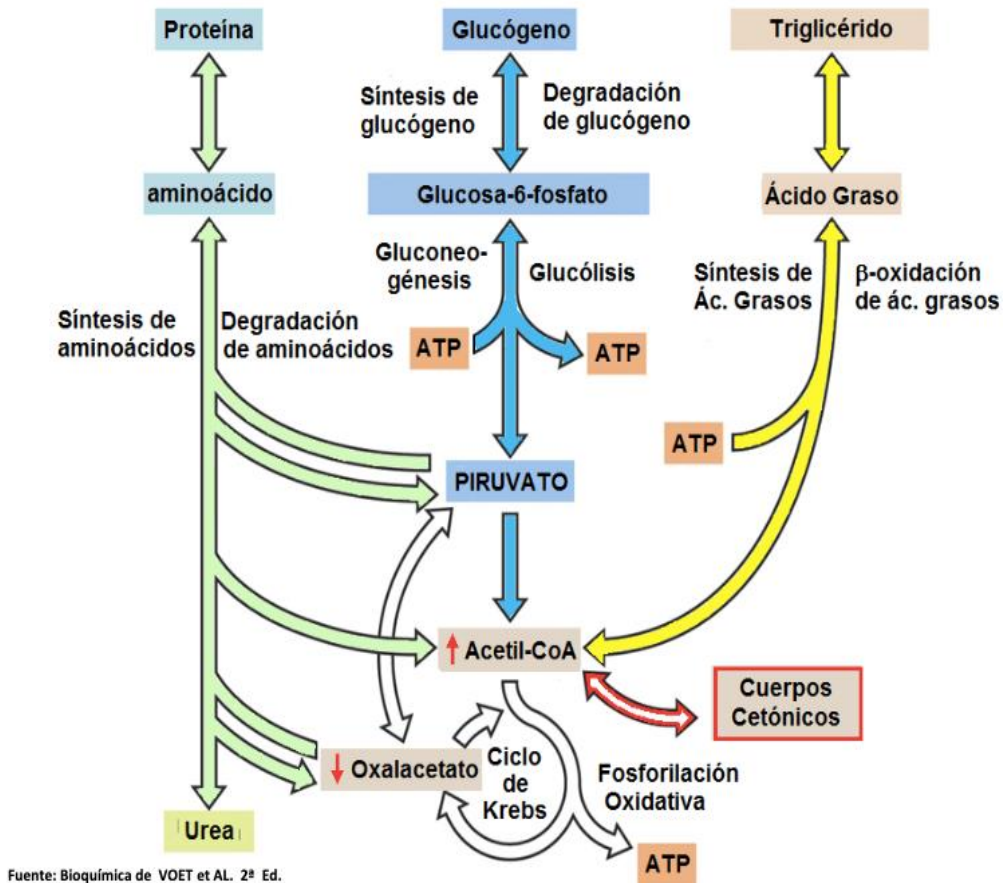 Proteína
Glucógeno
Triglicérido
Síntesis de
glucógeno
Degradación
de glucógeno
aminoácido
Glucosa-6-fosfato
Ácido Graso
Gluconeo-
génesis
Glucólisis
Síntesis de
Ác. Grasos
β-oxidación
de ác. grasos
Síntesis de
aminoácidos
Degradación
de aminoácidos
ATP
ATP
ATP
PIRUVATO
Acetil-CoA
Cuerpos
Cetónicos
Oxalacetato
Ciclo
de
Krebs
Fosforilación
Oxidativa
Urea
ATP
Fuente: Bioquímica de VOET et AL. 2ª Ed.